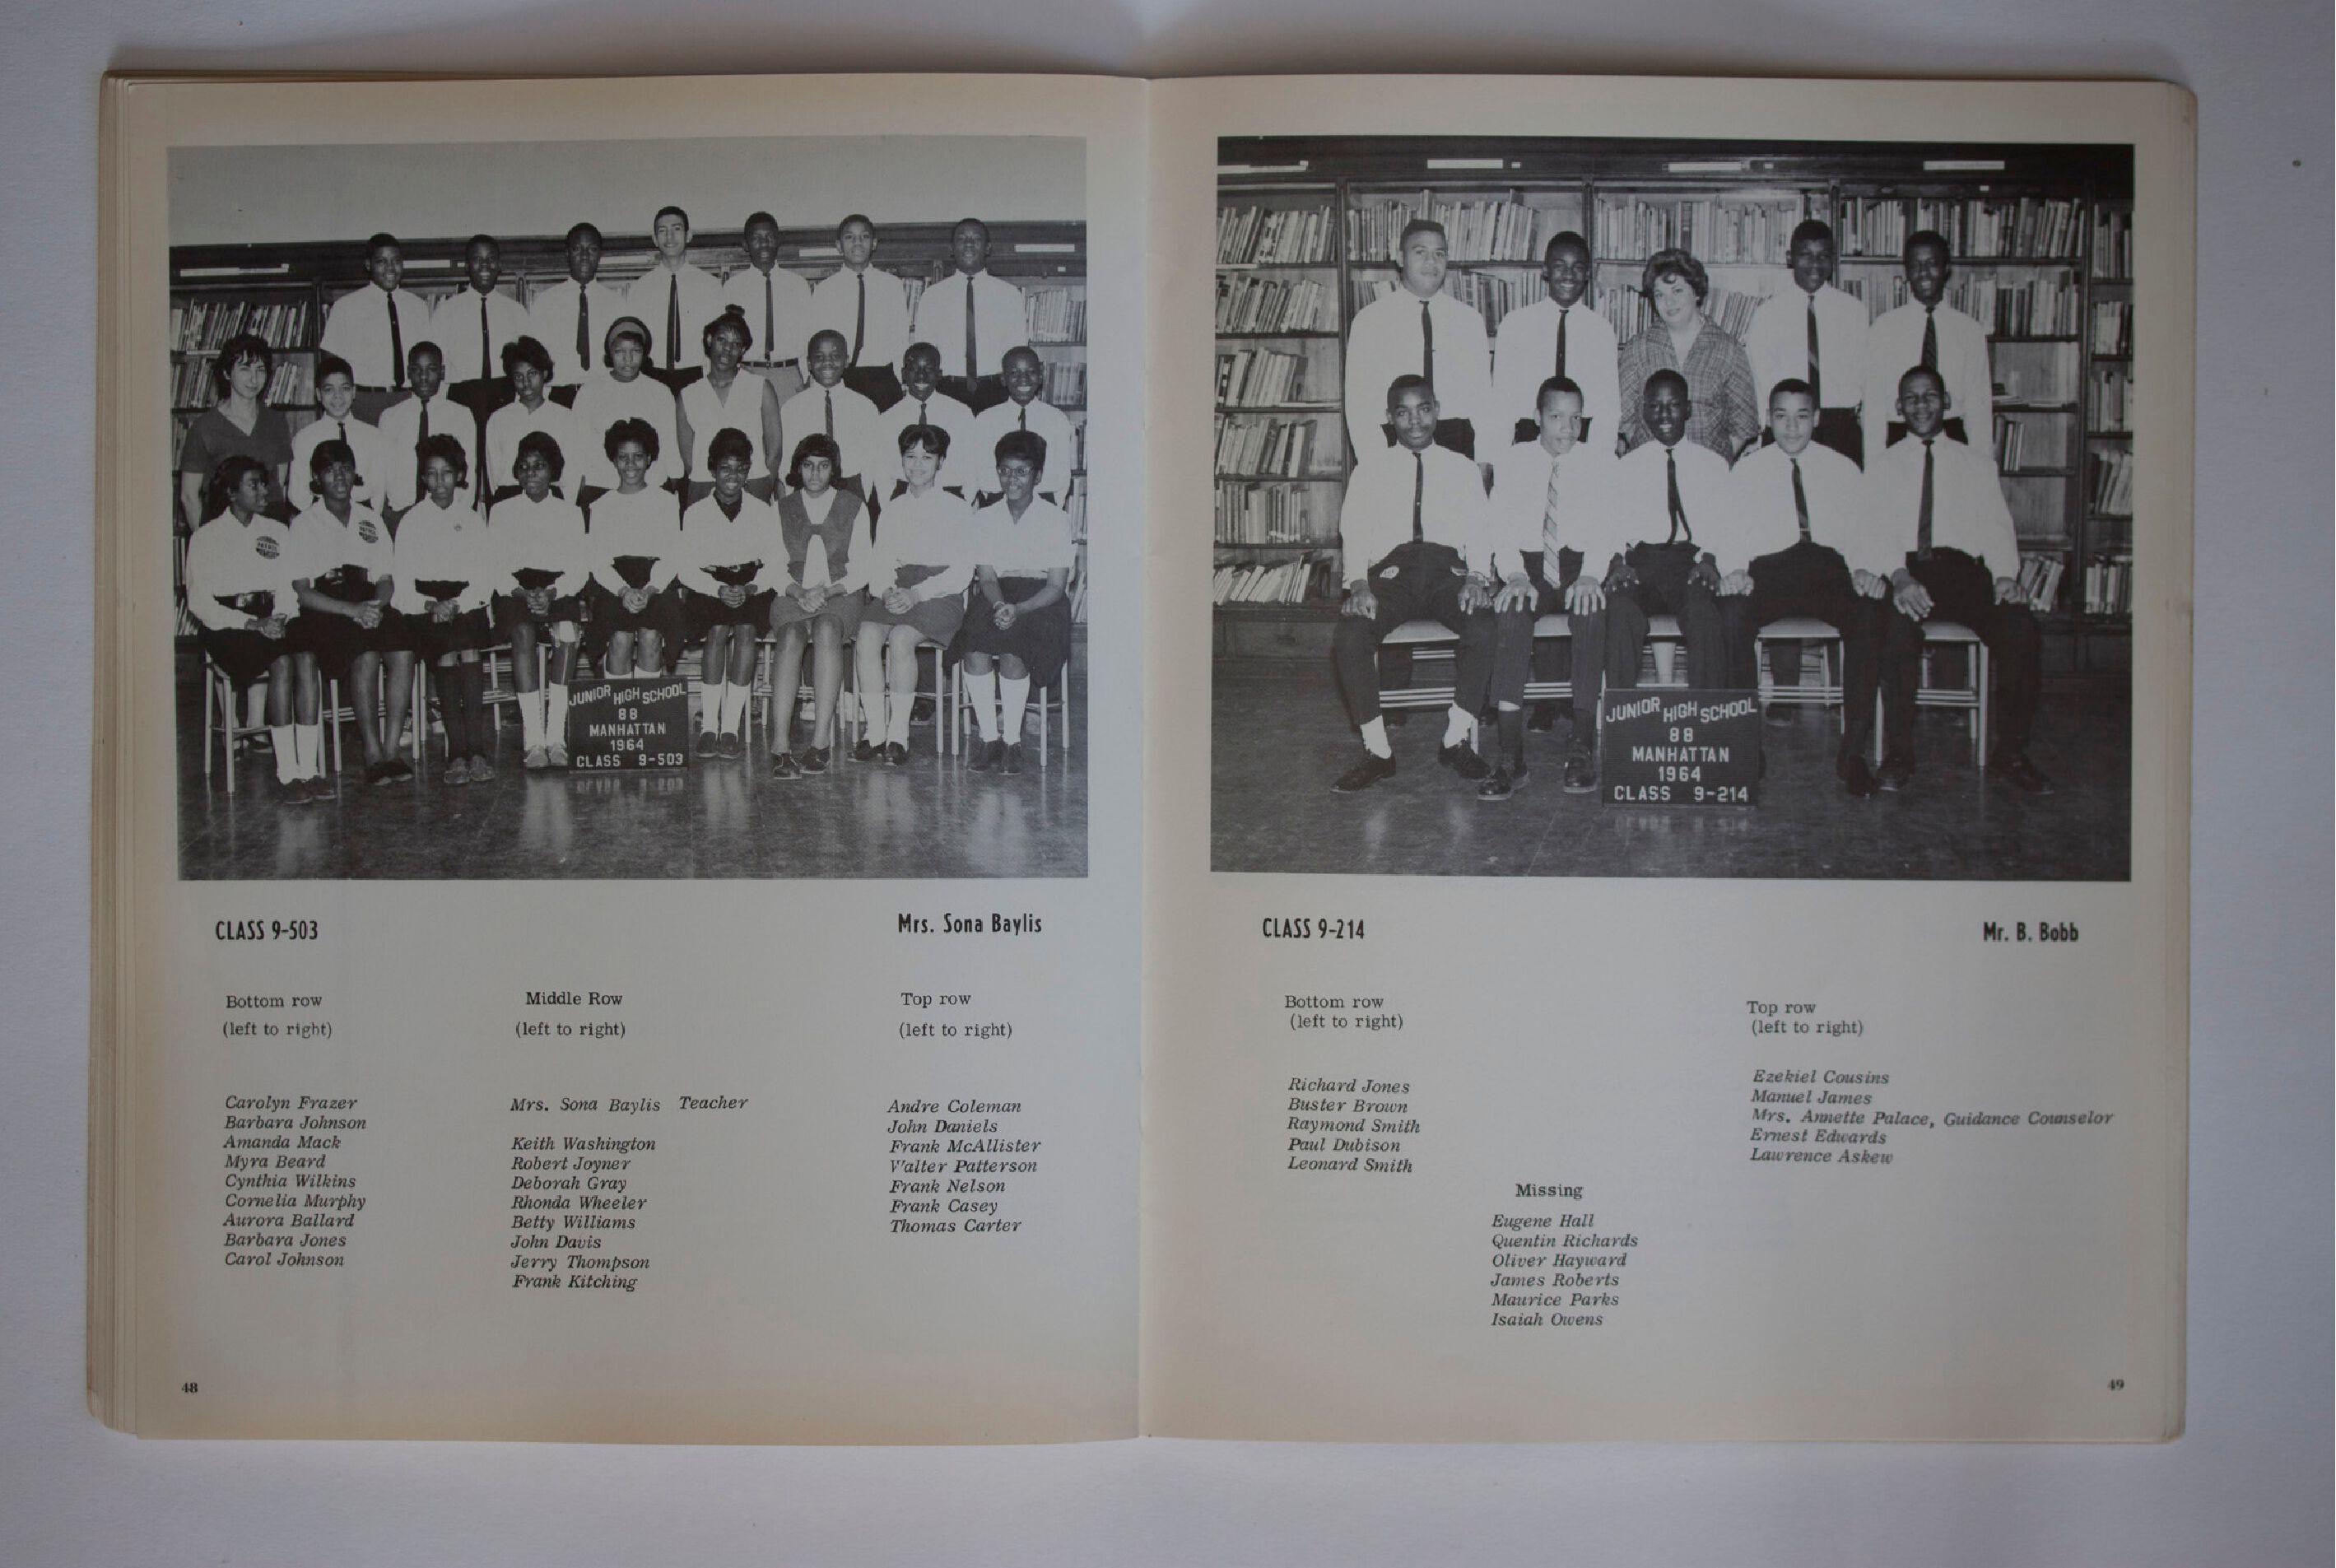 JUNIOR HIGH SCHOOL
88
MANHATTAN
1964
CLASS 9-503
CLASS 9-503
Mrs. Sona Baylis
Bottom row
(left to right)
Carolyn Frazer
Barbara Johnson
Amanda Mack
Myra Beard
Cynthia Wilkins
Cornelia Murphy
Aurora Ballard
Barbara Jones
Carol Johnson
Middle Row
(left to right)
Mrs. Sona Baylis Teacher
Keith Washington
Robert Joyner
Deborah Gray
Rhonda Wheeler
Betty Williams
John Davis
Jerry Thompson
Frank Kitching
Top row
(left to right)
Andre Coleman
John Daniels
Frank McAllister
Walter Patterson
Frank Nelson
Frank Casey
Thomas Carter
48
JUNIOR HIGH SCHOOL
88
MANHATTAN
1964
CLASS 9-214
CLASS 9-214
Mr. B. Bobb
Bottom row
(left to right)
Richard Jones
Buster Brown
Raymond Smith
Paul Dubison
Leonard Smith
Top row
(left to right)
Ezekiel Cousins
Manuel James
Mrs. Annette Palace, Guidance Counselor
Ernest Edwards
Lawrence Askew
Missing
Eugene Hall
Quentin Richards
Oliver Hayward
James Roberts
Maurice Parks
Isaiah Owens
49